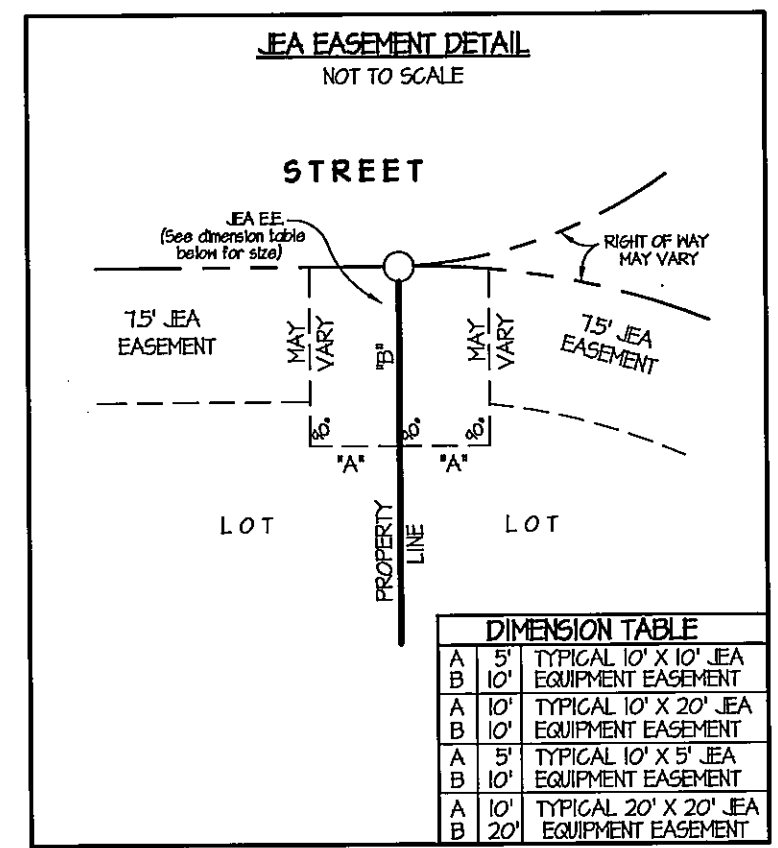 JEA EASEMENT DETAIL
NOT TO SCALE
STREET
JEA E.E.
(See dimension table
below for size)
RIGHT OF WAY
MAY VARY
7.5' JEA
EASEMENT
MAY
VARY
"B"
MAY
VARY
7.5' JEA
EASEMENT
90°
90°
90°
"A"
"A"
LOT
PROPERTY
LINE
LOT
DIMENSION TABLE
A 5' TYPICAL 10' X 10' JEA
B 10' EQUIPMENT EASEMENT
A 10' TYPICAL 10' X 20' JEA
B 10' EQUIPMENT EASEMENT
A 5' TYPICAL 10' X 5' JEA
B 10' EQUIPMENT EASEMENT
A 10' TYPICAL 20' X 20' JEA
B 20' EQUIPMENT EASEMENT